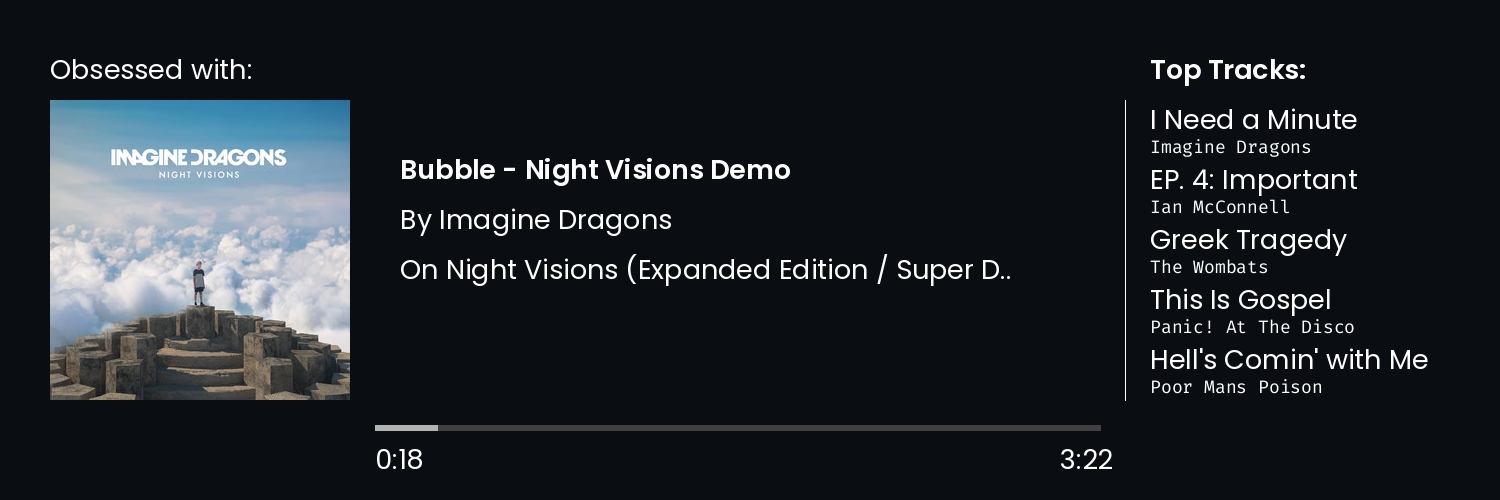 Obsessed with:
IMAGINE DRAGONS
NIGHT VISIONS
Bubble - Night Visions Demo
By Imagine Dragons
On Night Visions (Expanded Edition / Super D..
0:18
3:22
Top Tracks:
I Need a Minute
Imagine Dragons
EP. 4: Important
Ian McConnell
Greek Tragedy
The Wombats
This Is Gospel
Panic! At The Disco
Hell's Comin' with Me
Poor Mans Poison